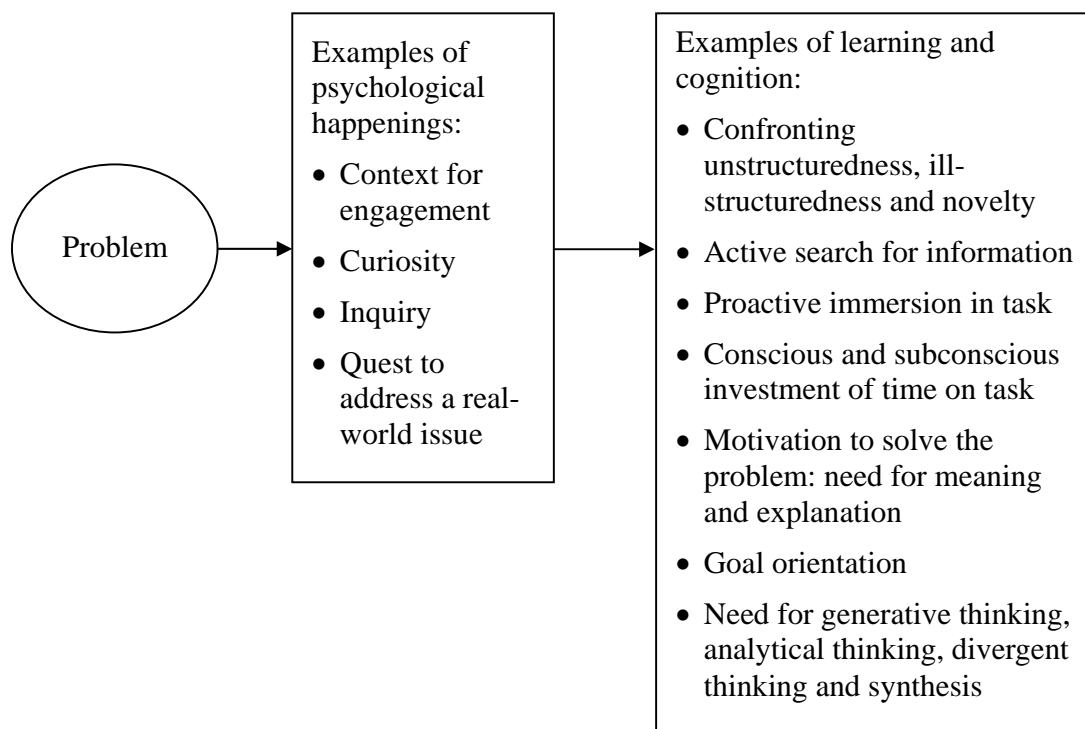 Problem
Examples of
psychological
happenings:
• Context for
engagement
• Curiosity
• Inquiry
• Quest to
address a real-
world issue
Examples of learning and
cognition:
• Confronting
unstructuredness, ill-
structuredness and novelty
• Active search for information
• Proactive immersion in task
• Conscious and subconscious
investment of time on task
• Motivation to solve the
problem: need for meaning
and explanation
• Goal orientation
• Need for generative thinking,
analytical thinking, divergent
thinking and synthesis